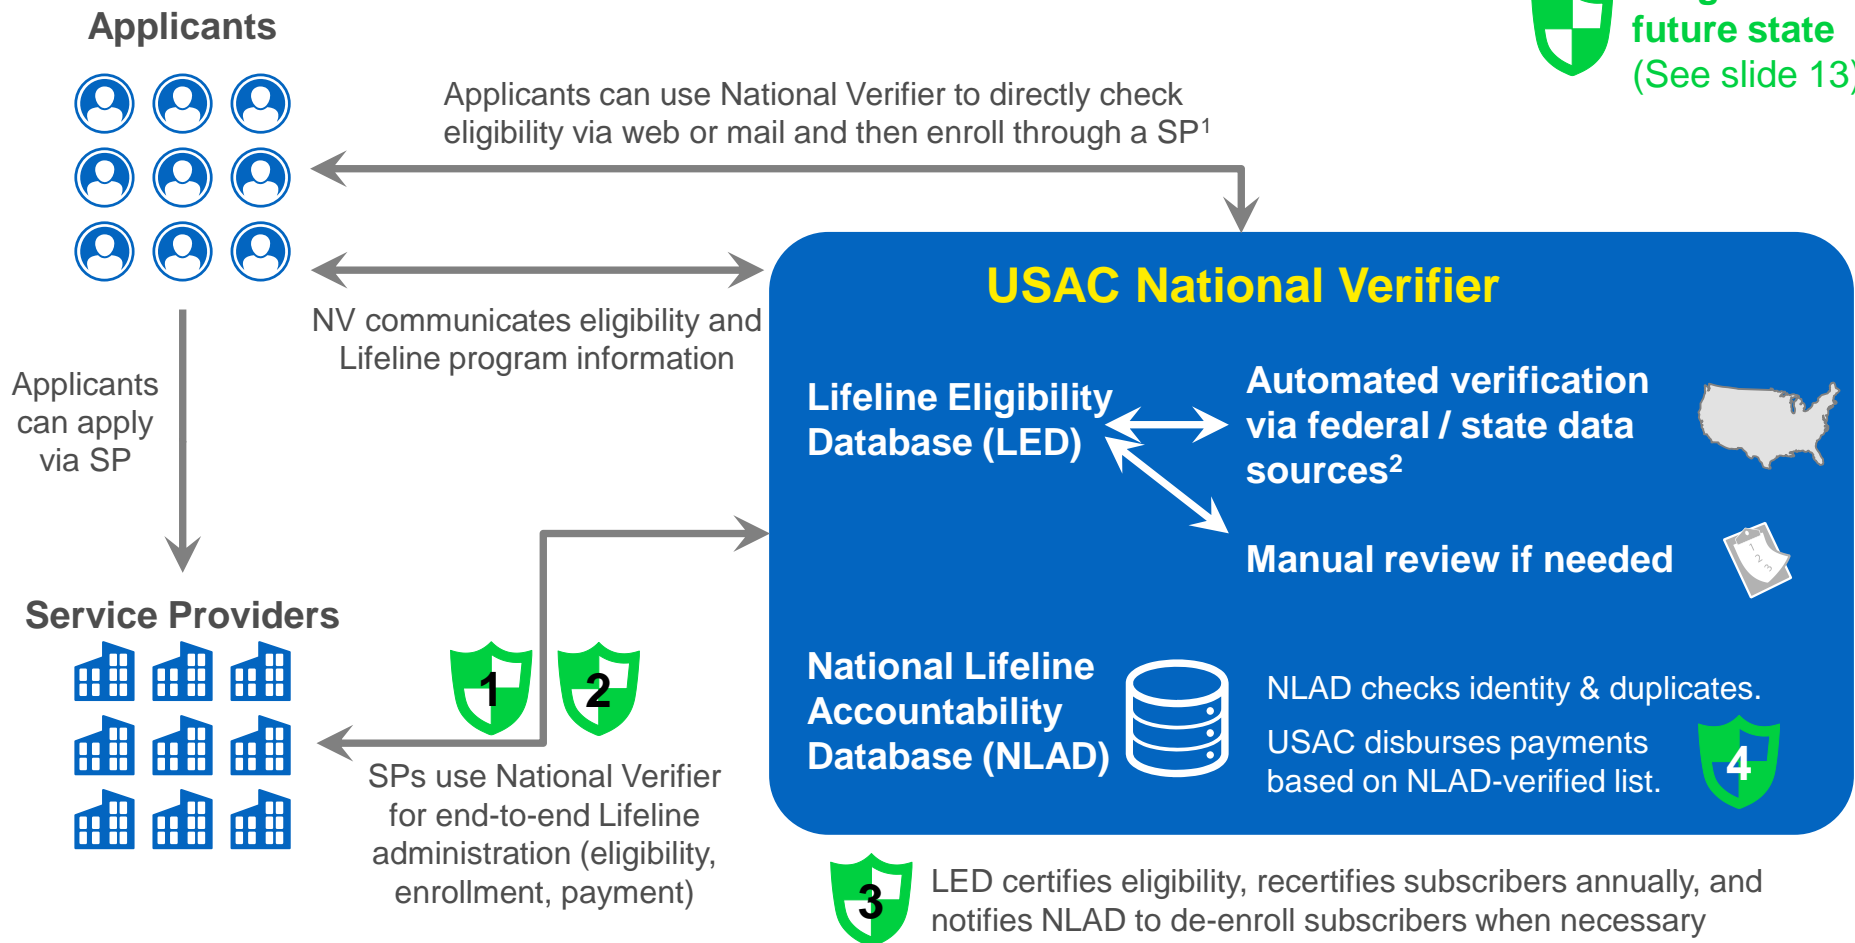 future state
(See slide 13)
Applicants
Applicants can use National Verifier to directly check
eligibility via web or mail and then enroll through a SP1
NV communicates eligibility and
Lifeline program information
Applicants
can apply
via SP
Service Providers
1
2
SPs use National Verifier
for end-to-end Lifeline
administration (eligibility,
enrollment, payment)
USAC National Verifier
Lifeline Eligibility
Database (LED)
Automated verification
via federal / state data
sources2
Manual review if needed
1
2
3
National Lifeline
Accountability
Database (NLAD)
NLAD checks identity & duplicates.
USAC disburses payments
based on NLAD-verified list.
4
3
LED certifies eligibility, recertifies subscribers annually, and
notifies NLAD to de-enroll subscribers when necessary